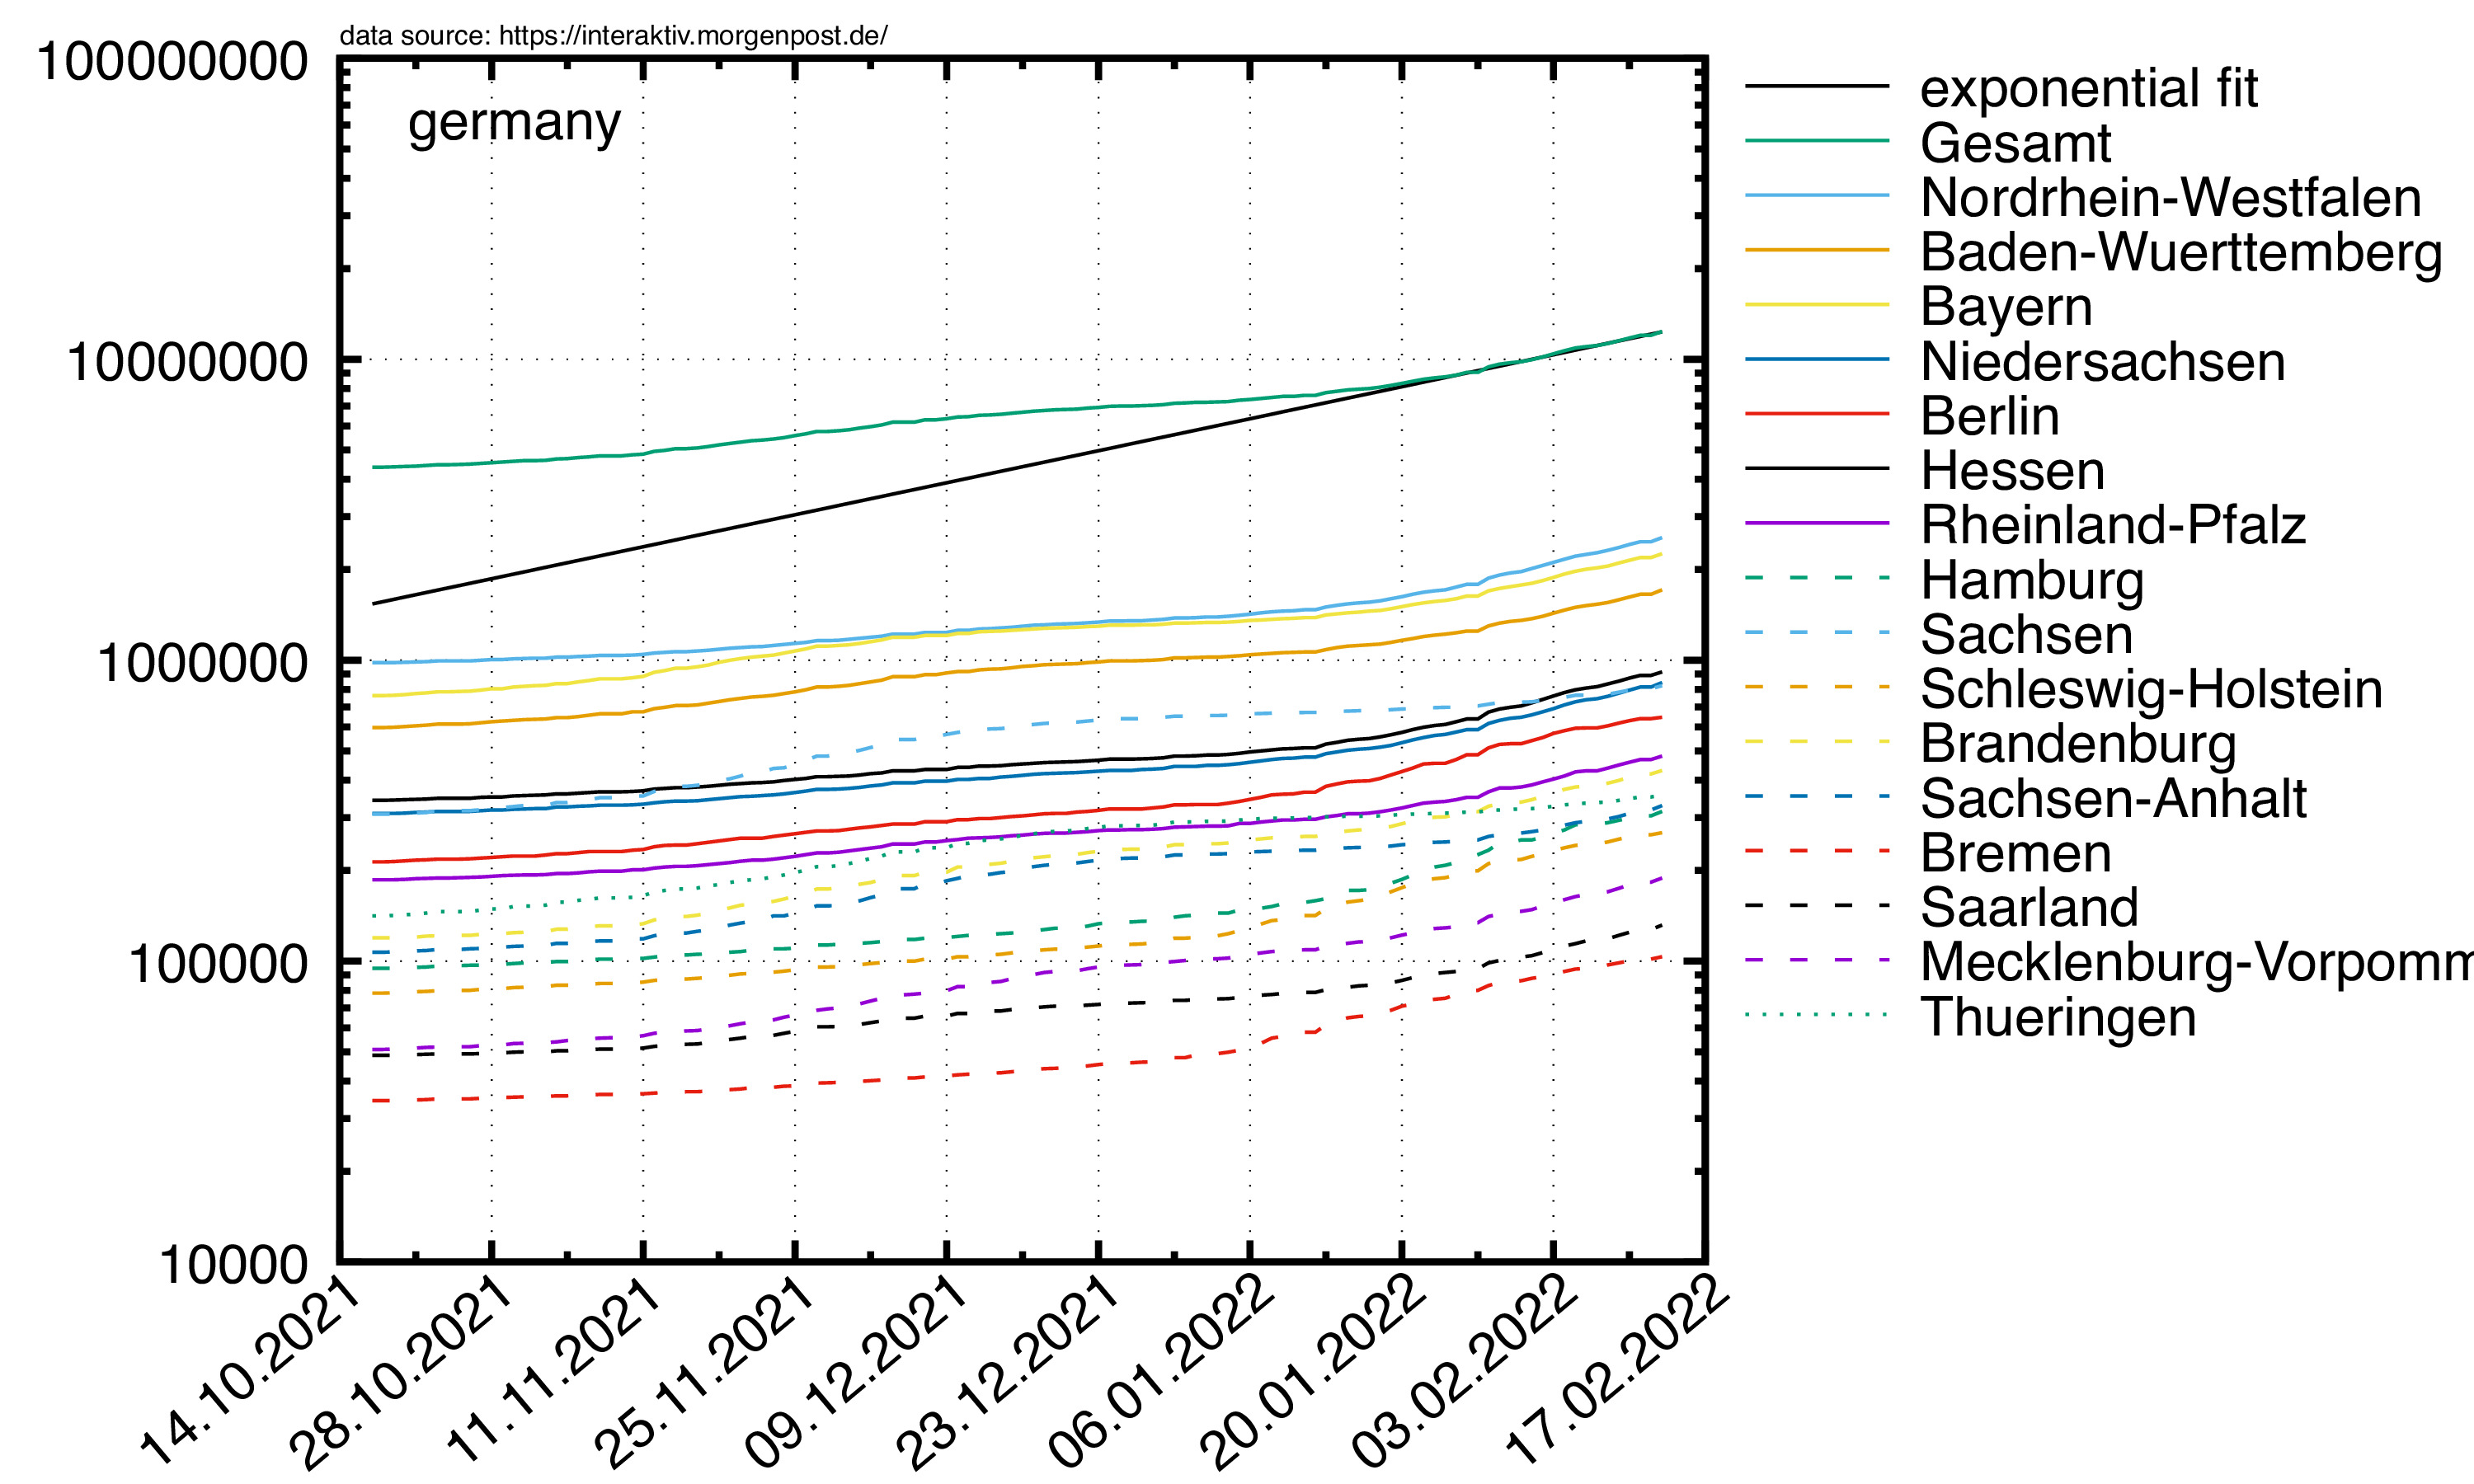 data source: https://interaktiv.morgenpost.de/
germany
100000000
10000000
1000000
100000
10000
14.10.2021
28.10.2021
11.11.2021
25.11.2021
09.12.2021
23.12.2021
06.01.2022
20.01.2022
03.02.2022
17.02.2022
exponential fit
Gesamt
Nordrhein-Westfalen
Baden-Wuerttemberg
Bayern
Niedersachsen
Berlin
Hessen
Rheinland-Pfalz
Hamburg
Sachsen
Schleswig-Holstein
Brandenburg
Sachsen-Anhalt
Bremen
Saarland
Mecklenburg-Vorpomm
Thueringen